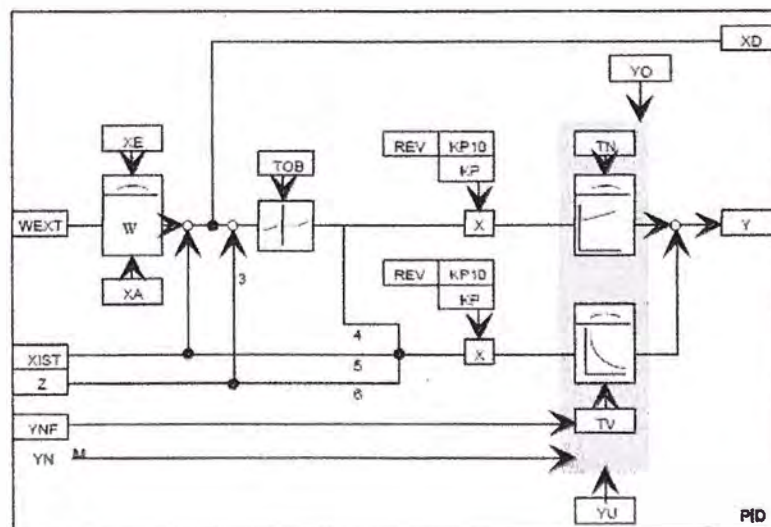 XD
YO
XE
REV KP10
TN
TOB
KP
WEXT
W
X
Y
XA
3
REV KP10
KP
4
XIST
5
X
Z
6
YNF
TV
YN M
YU
PID